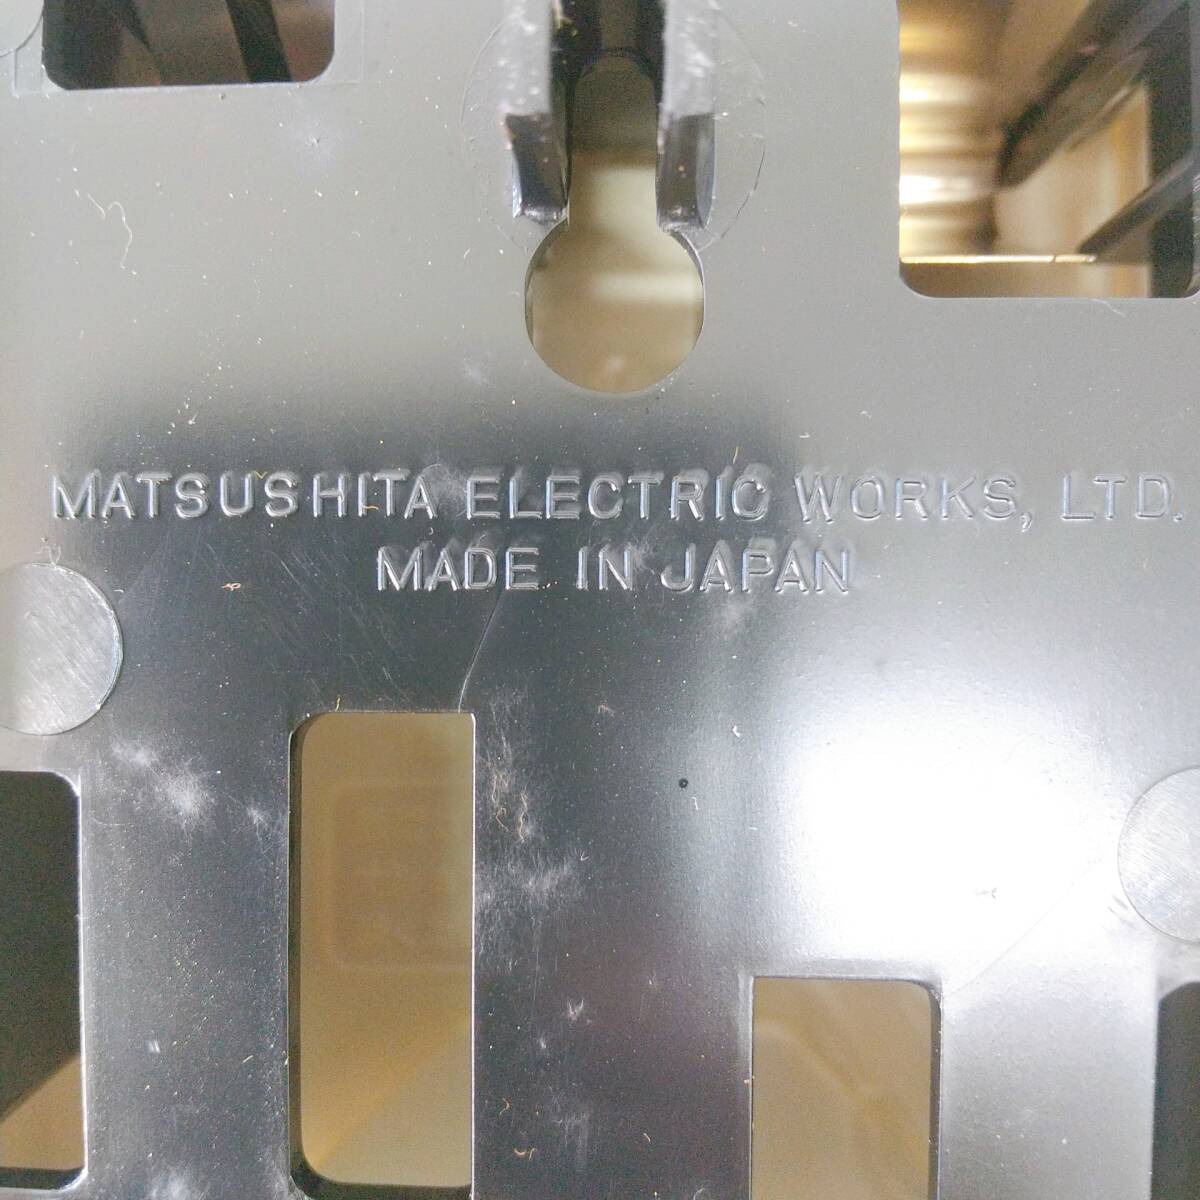 MATSUSHITA ELECTRIC WORKS, LTD.
MADE IN JAPAN